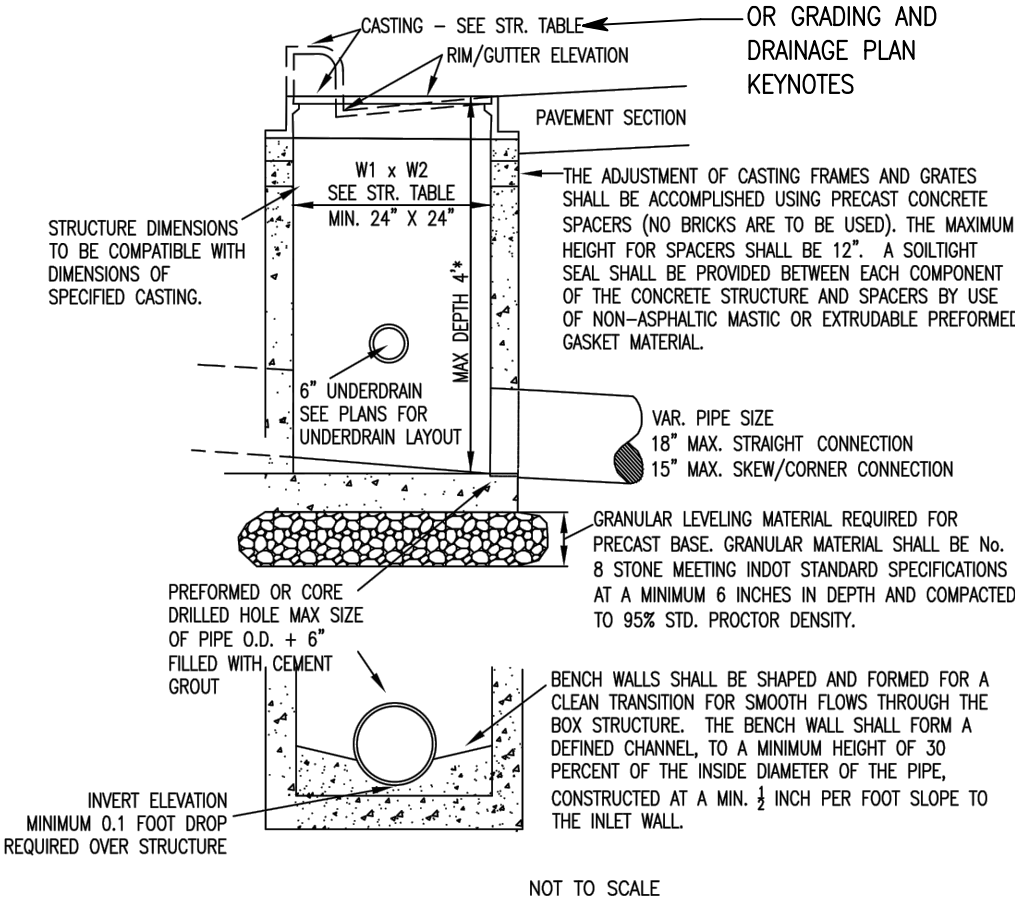 CASTING – SEE STR. TABLE
OR GRADING AND
DRAINAGE PLAN
KEYNOTES
RIM/GUTTER ELEVATION
PAVEMENT SECTION
W1 x W2
SEE STR. TABLE
MIN. 24" X 24"
THE ADJUSTMENT OF CASTING FRAMES AND GRATES
SHALL BE ACCOMPLISHED USING PRECAST CONCRETE
SPACERS (NO BRICKS ARE TO BE USED). THE MAXIMUM
HEIGHT FOR SPACERS SHALL BE 12". A SOILTIGHT
SEAL SHALL BE PROVIDED BETWEEN EACH COMPONENT
OF THE CONCRETE STRUCTURE AND SPACERS BY USE
OF NON-ASPHALTIC MASTIC OR EXTRUDABLE PREFORMED
GASKET MATERIAL.
STRUCTURE DIMENSIONS
TO BE COMPATIBLE WITH
DIMENSIONS OF
SPECIFIED CASTING.
MAX DEPTH 4'*
6" UNDERDRAIN
SEE PLANS FOR
UNDERDRAIN LAYOUT
VAR. PIPE SIZE
18" MAX. STRAIGHT CONNECTION
15" MAX. SKEW/CORNER CONNECTION
GRANULAR LEVELING MATERIAL REQUIRED FOR
PRECAST BASE. GRANULAR MATERIAL SHALL BE No.
8 STONE MEETING INDOT STANDARD SPECIFICATIONS
AT A MINIMUM 6 INCHES IN DEPTH AND COMPACTED
TO 95% STD. PROCTOR DENSITY.
PREFORMED OR CORE
DRILLED HOLE MAX SIZE
OF PIPE O.D. + 6"
FILLED WITH CEMENT
GROUT
BENCH WALLS SHALL BE SHAPED AND FORMED FOR A
CLEAN TRANSITION FOR SMOOTH FLOWS THROUGH THE
BOX STRUCTURE. THE BENCH WALL SHALL FORM A
DEFINED CHANNEL, TO A MINIMUM HEIGHT OF 30
PERCENT OF THE INSIDE DIAMETER OF THE PIPE,
CONSTRUCTED AT A MIN. ½ INCH PER FOOT SLOPE TO
THE INLET WALL.
INVERT ELEVATION
MINIMUM 0.1 FOOT DROP
REQUIRED OVER STRUCTURE
NOT TO SCALE